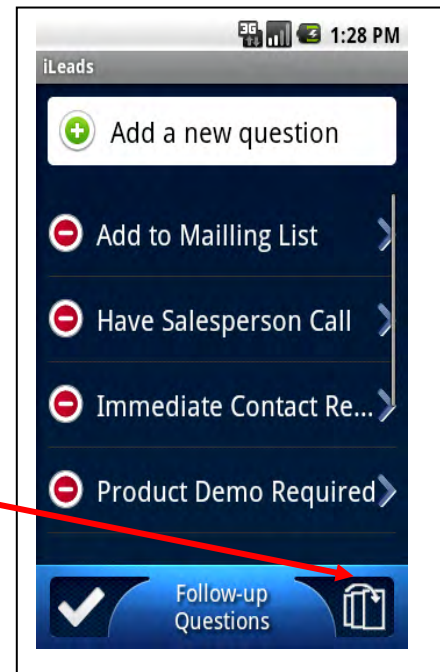 3G 1:28 PM
iLeads
Add a new question
Add to Mailling List
Have Salesperson Call
Immediate Contact Re...
Product Demo Required
Follow-up
Questions